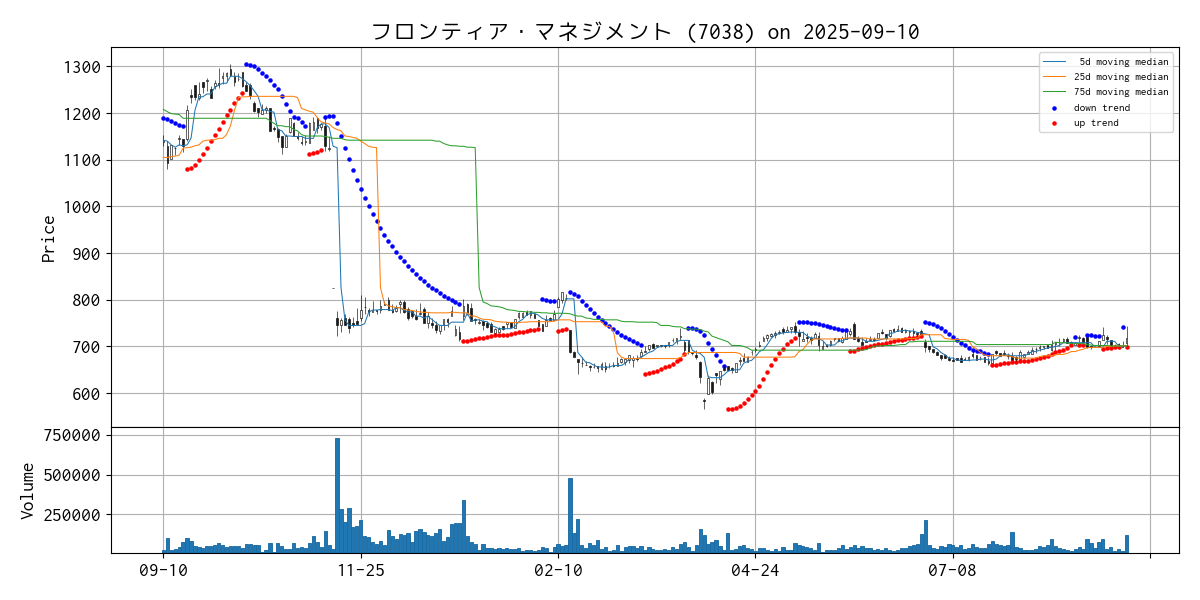 フロンティア・マネジメント (7038) on 2025-09-10
5d moving median
25d moving median
75d moving median
down trend
up trend
Price
1300
1200
1100
1000
900
800
700
600
Volume
750000
500000
250000
09-10
11-25
02-10
04-24
07-08